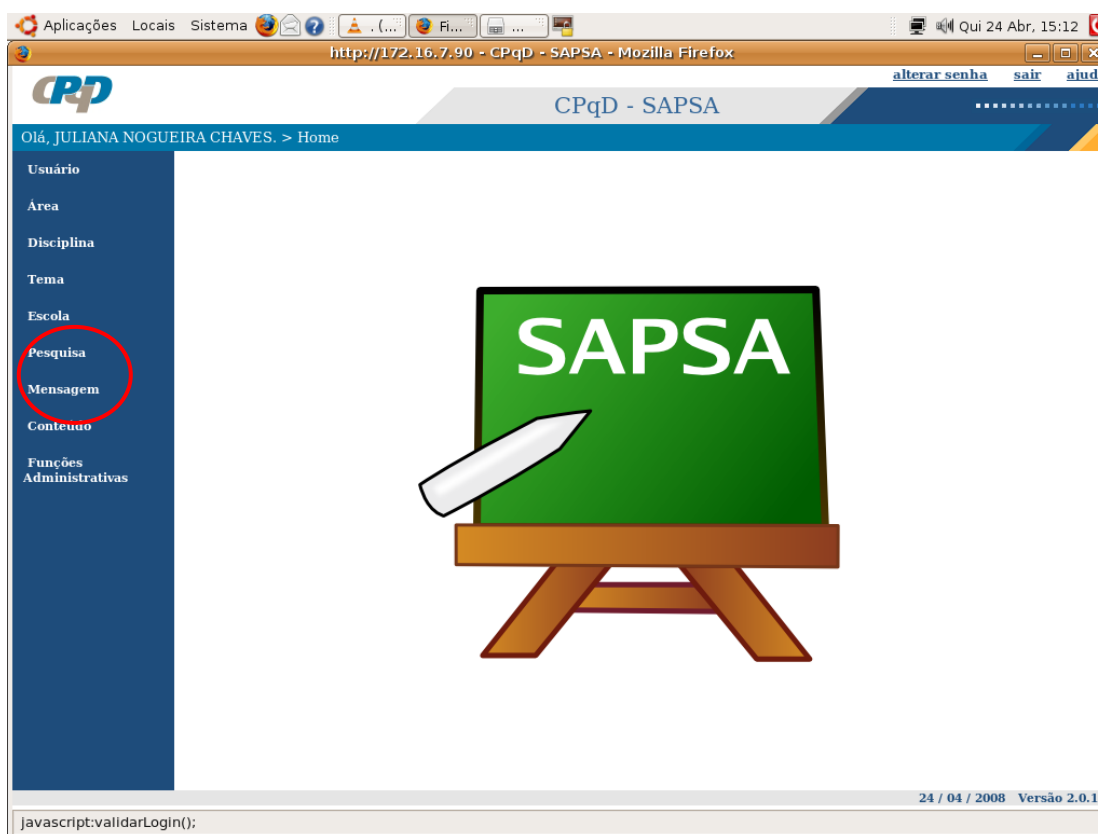 Aplicações Locais Sistema . (... Fi... ... Qui 24 Abr, 15:12
http://172.16.7.90 - CPqD - SAPSA - Mozilla Firefox
CPqD
alterar senha sair ajud
CPqD - SAPSA
Olá, JULIANA NOGUEIRA CHAVES. > Home
Usuário
Área
Disciplina
Tema
Escola
Pesquisa
Mensagem
Conteúdo
Funções
Administrativas
SAPSA
24 / 04 / 2008 Versão 2.0.1
javascript:validarLogin();